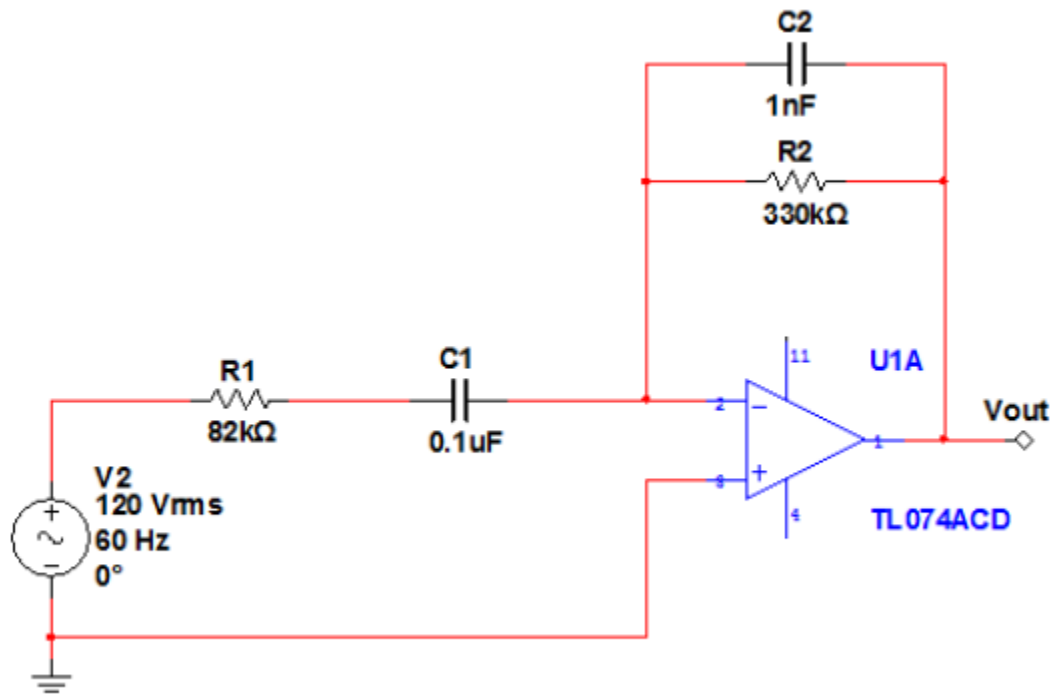 C2
1nF
R2
330kΩ
R1
82kΩ
C1
0.1uF
11
U1A
2
3
1
4
Vout
TL074ACD
V2
120 Vrms
60 Hz
0°